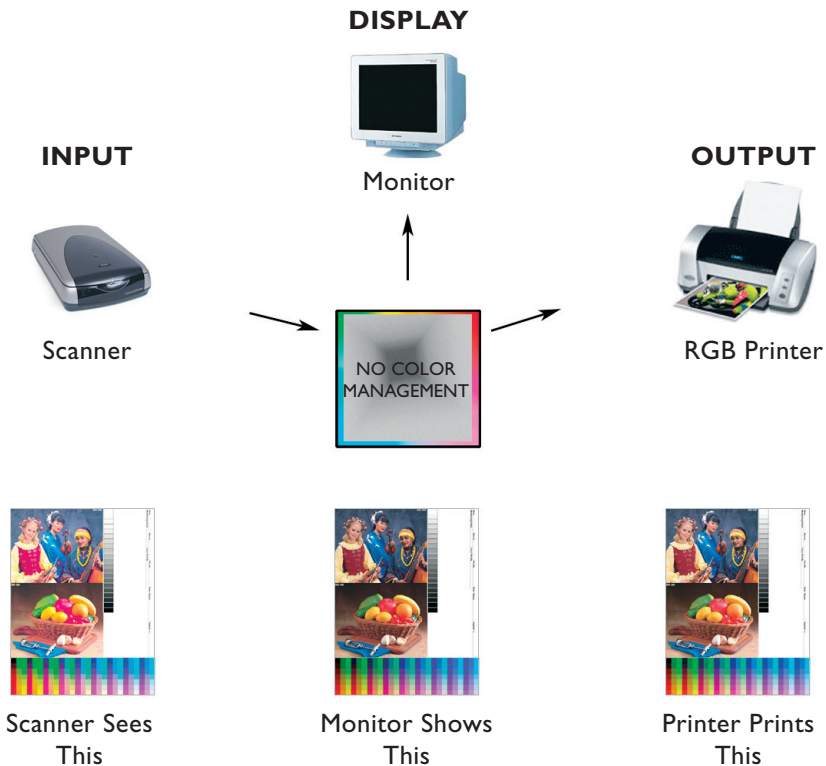 DISPLAY
INPUT
Monitor
OUTPUT
Scanner
NO COLOR
MANAGEMENT
RGB Printer
Scanner Sees
This
Monitor Shows
This
Printer Prints
This